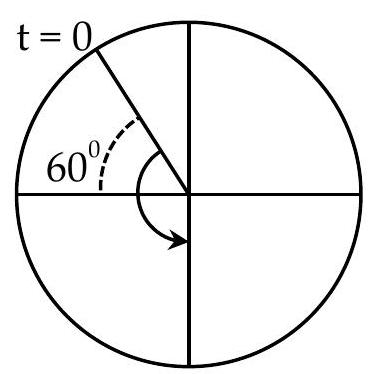 t = 0
60⁰